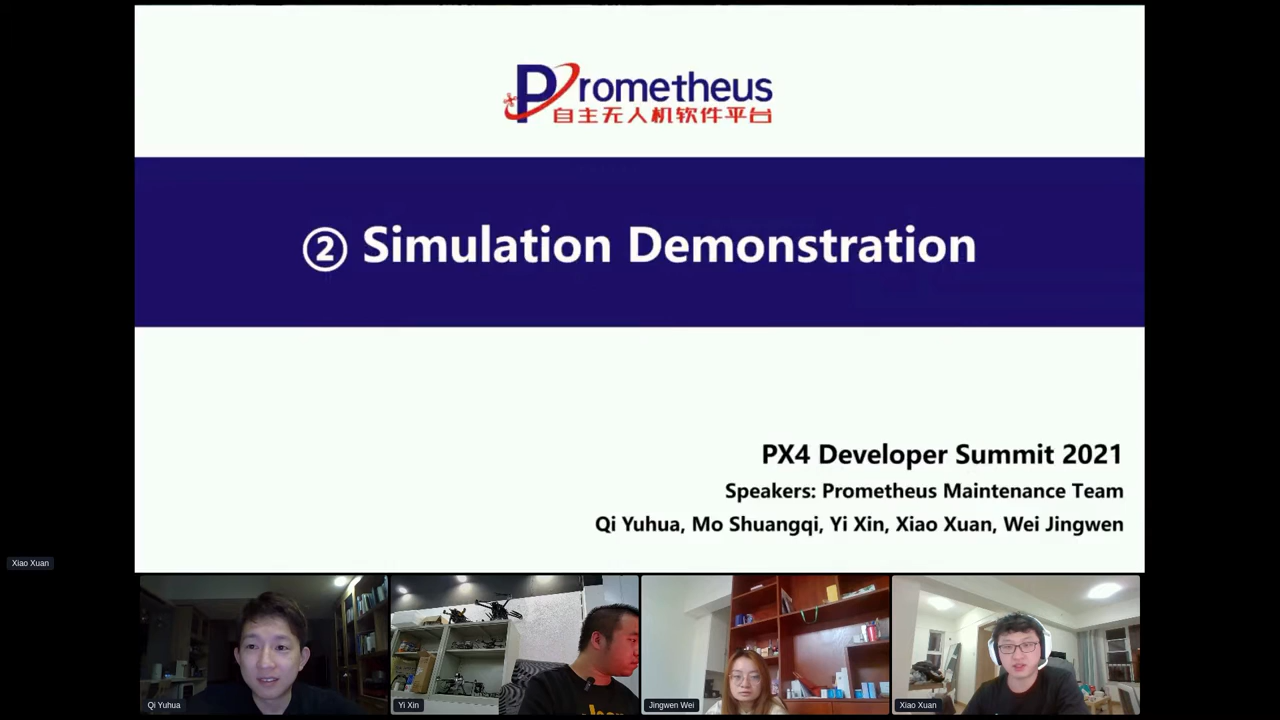 Prometheus
自主无人机软件平台
② Simulation Demonstration
PX4 Developer Summit 2021
Speakers: Prometheus Maintenance Team
Qi Yuhua, Mo Shuangqi, Yi Xin, Xiao Xuan, Wei Jingwen
Xiao Xuan
Qi Yuhua
Yi Xin
Jingwen Wei
Xiao Xuan